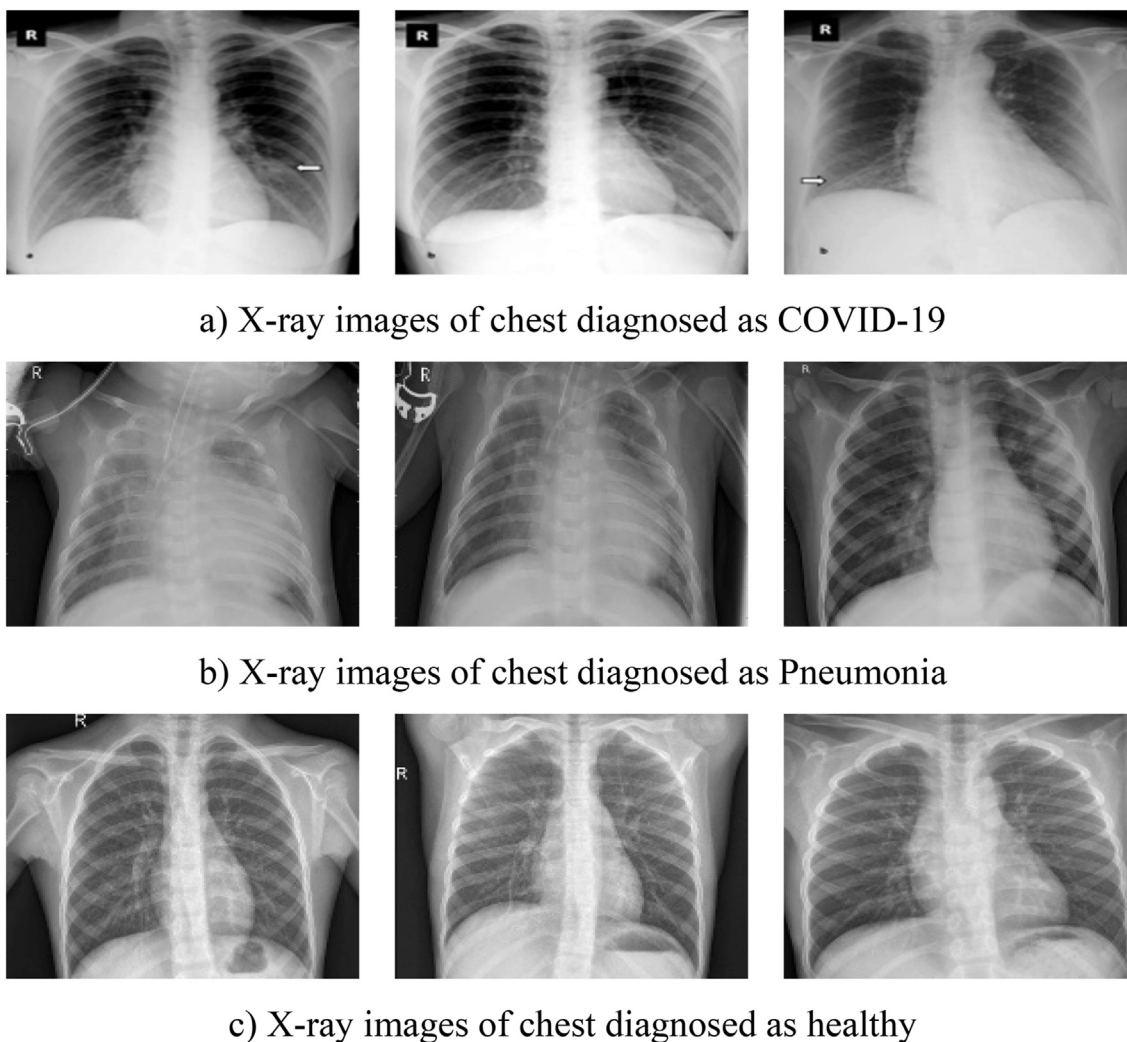 R
R
R
a) X-ray images of chest diagnosed as COVID-19
R
R
R
b) X-ray images of chest diagnosed as Pneumonia
R
R
c) X-ray images of chest diagnosed as healthy